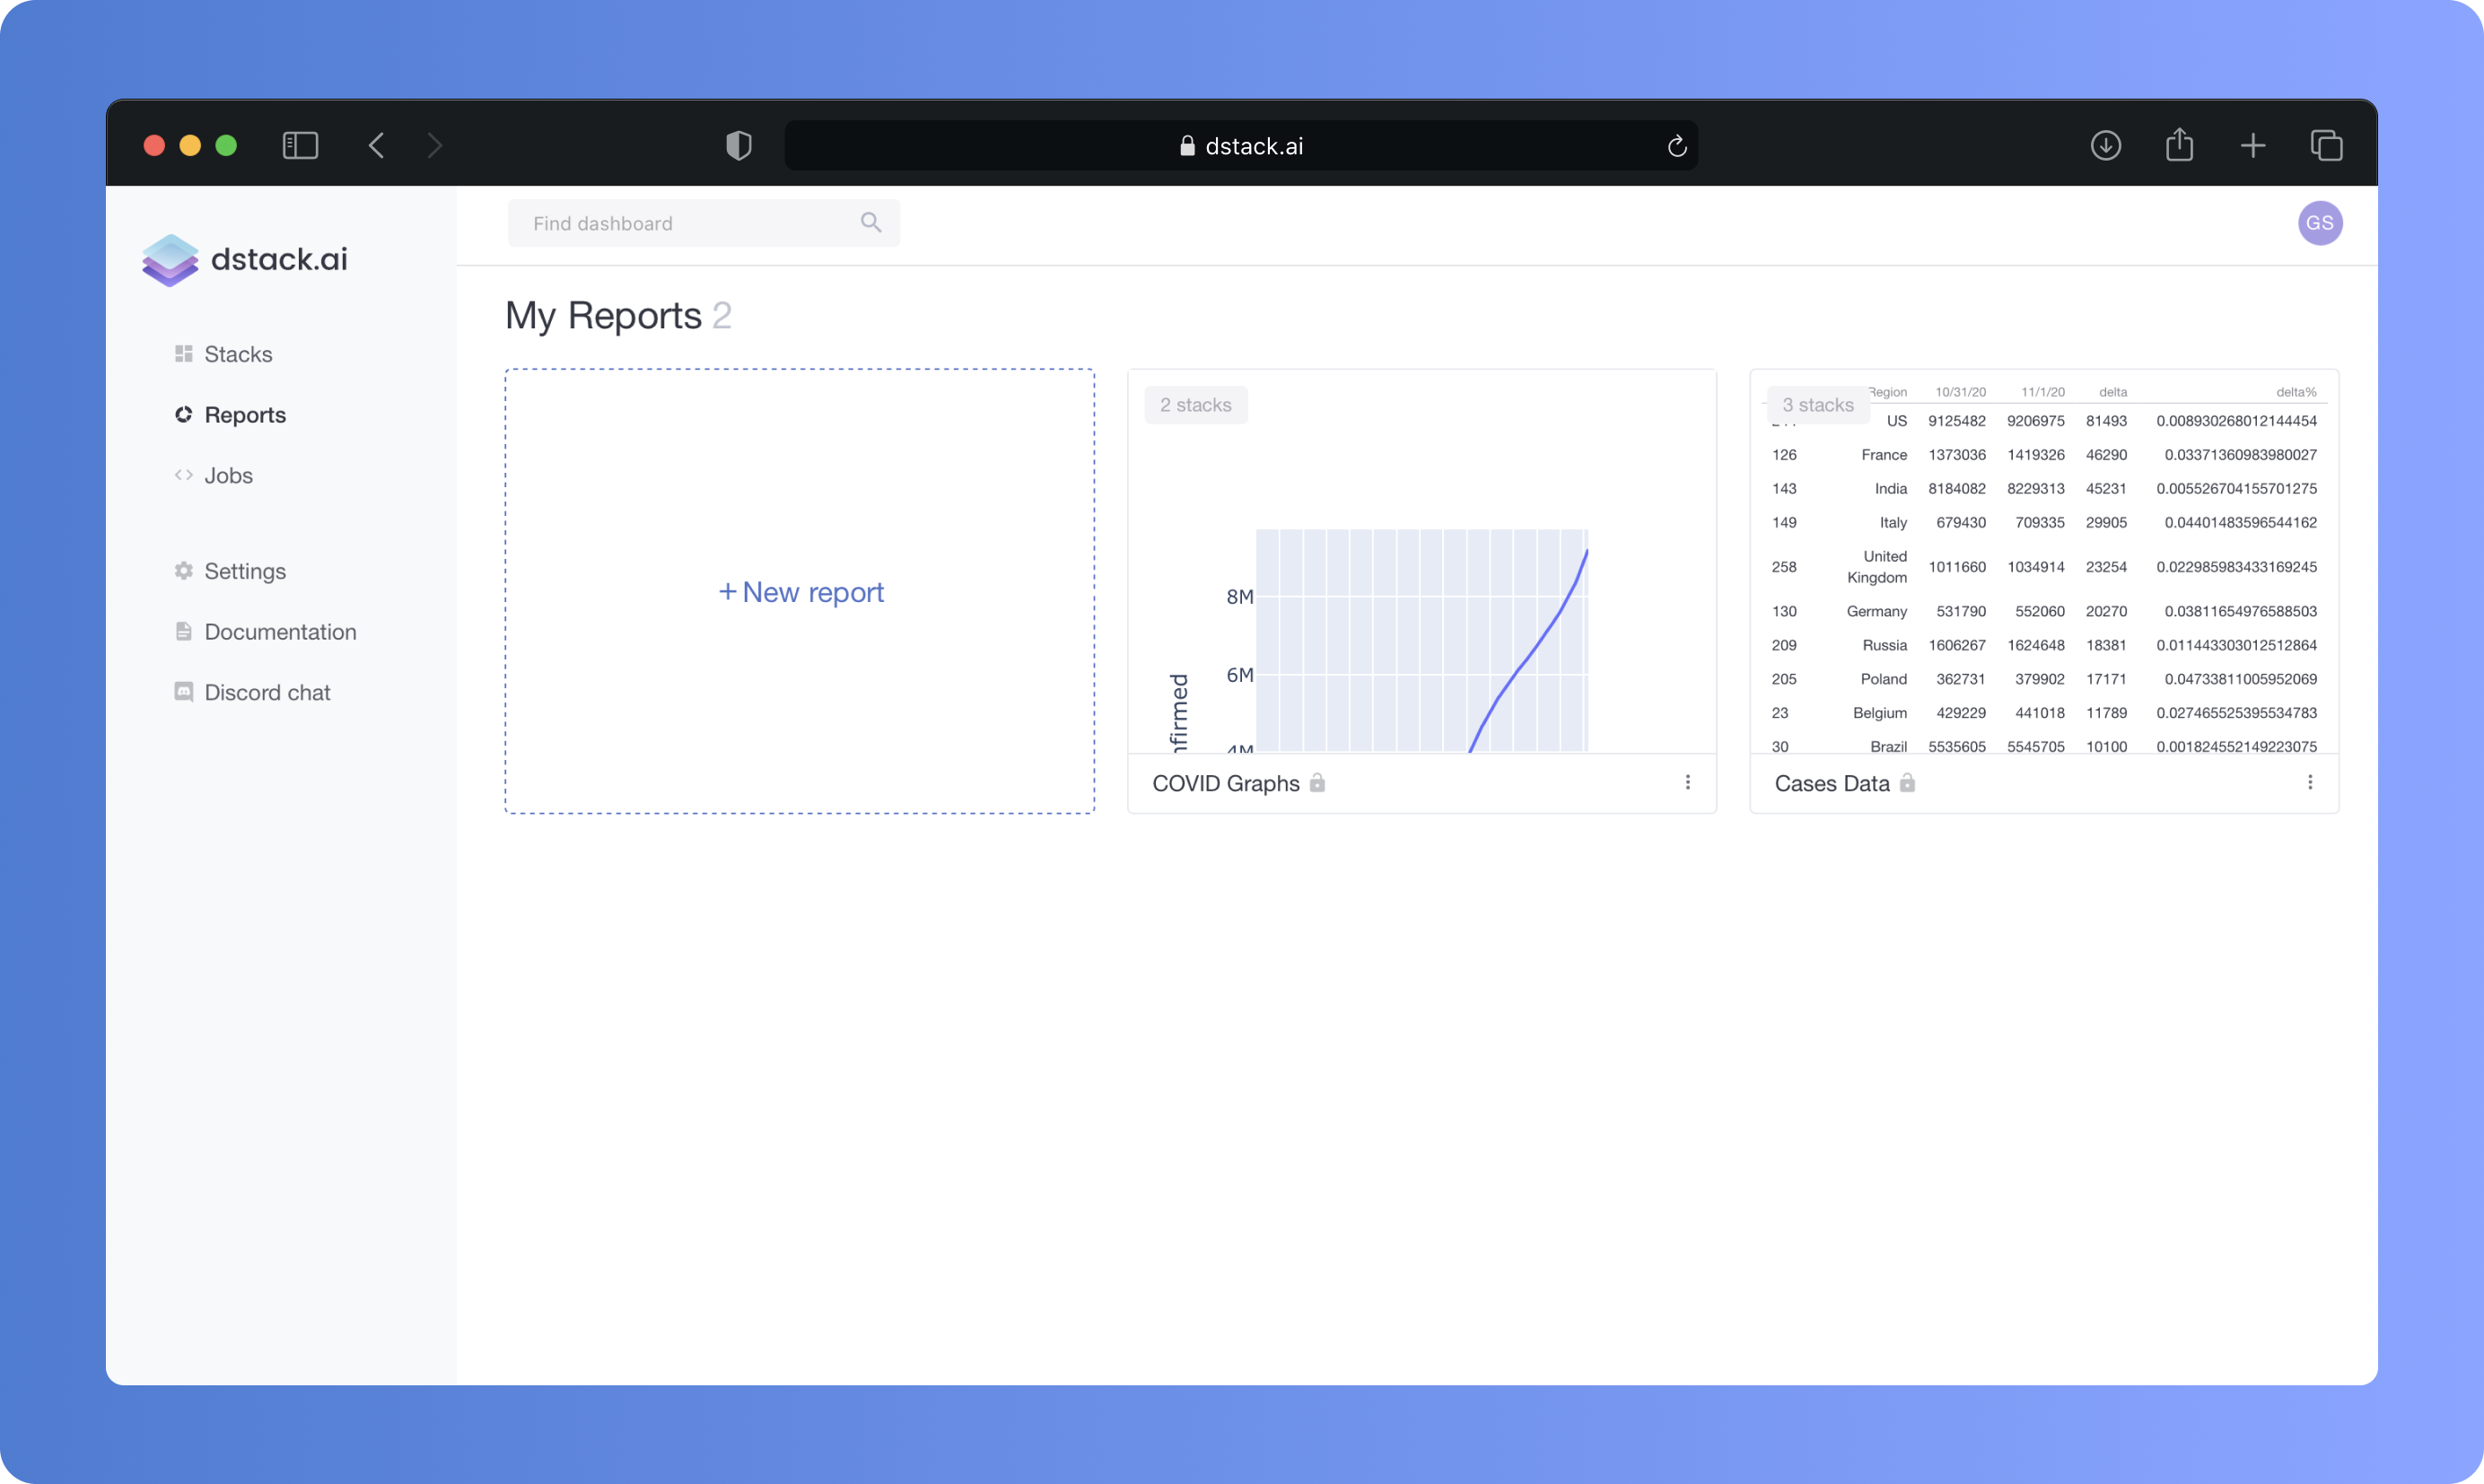 dstack.ai
dstack.ai
Find dashboard
GS
Stacks
Reports
Jobs
Settings
Documentation
Discord chat
My Reports 2
+ New report
2 stacks
8M
6M
4M
nfirmed
COVID Graphs
3 stacks
Region 10/31/20 11/1/20 delta delta%
US 9125482 9206975 81493 0.008930268012144454
126 France 1373036 1419326 46290 0.03371360983980027
143 India 8184082 8229313 45231 0.005526704155701275
149 Italy 679430 709335 29905 0.04401483596544162
258 United Kingdom 1011660 1034914 23254 0.022985983433169245
130 Germany 531790 552060 20270 0.03811654976588503
209 Russia 1606267 1624648 18381 0.011443303012512864
205 Poland 362731 379902 17171 0.04733811005952069
23 Belgium 429229 441018 11789 0.027465525395534783
30 Brazil 5535605 5545705 10100 0.001824552149223075
Cases Data